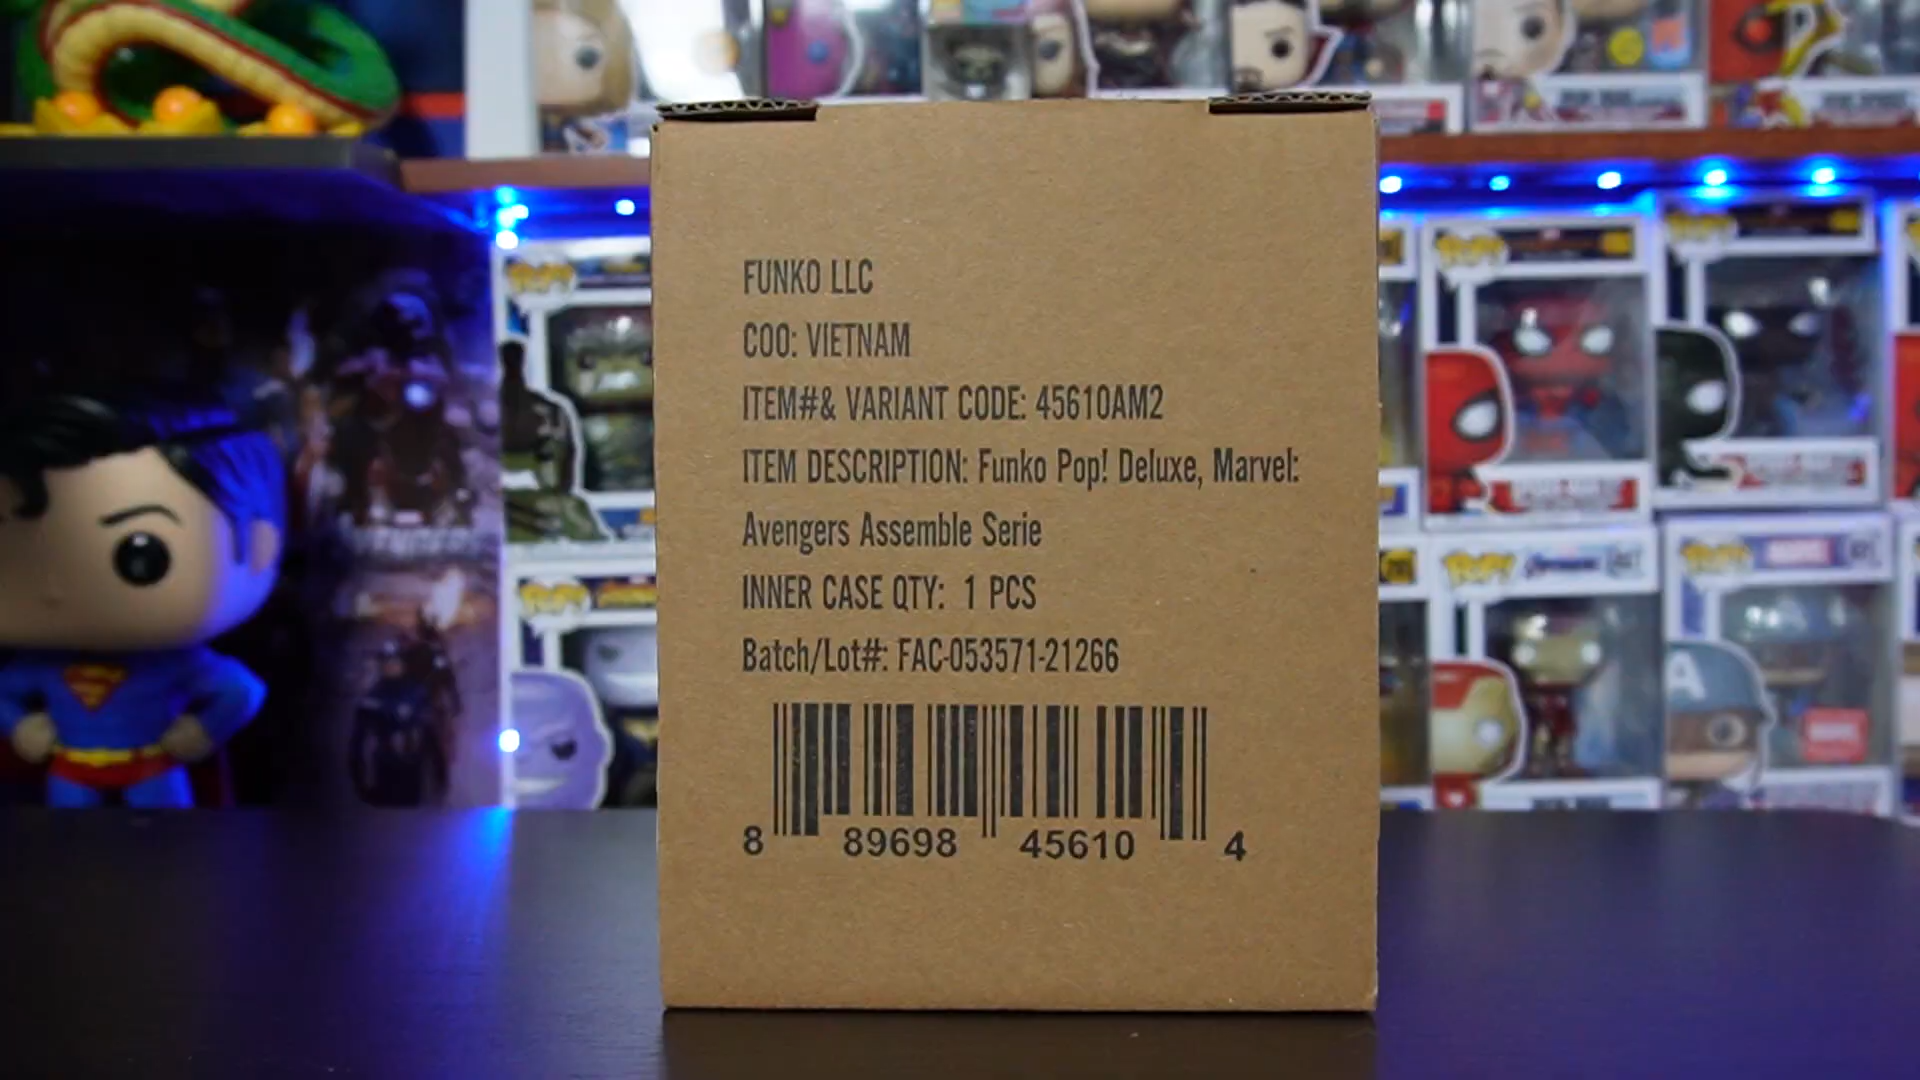 FUNKO LLC
COO: VIETNAM
ITEM#& VARIANT CODE: 45610AM2
ITEM DESCRIPTION: Funko Pop! Deluxe, Marvel:
Avengers Assemble Serie
INNER CASE QTY: 1 PCS
Batch/Lot#: FAC-053571-21266
8 89698 45610 4